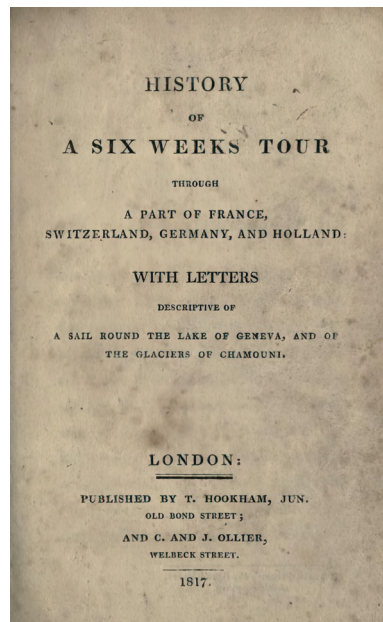 HISTORY
OF
A SIX WEEKS TOUR
THROUGH
A PART OF FRANCE,
SWITZERLAND, GERMANY, AND HOLLAND:
WITH LETTERS
DESCRIPTIVE OF
A SAIL ROUND THE LAKE OF GENEVA, AND OF
THE GLACIERS OF CHAMOUNI.
LONDON:
PUBLISHED BY T. HOOKHAM, JUN.
OLD BOND STREET;
AND C. AND J. OLLIER,
WELBECK STREET.
1817.